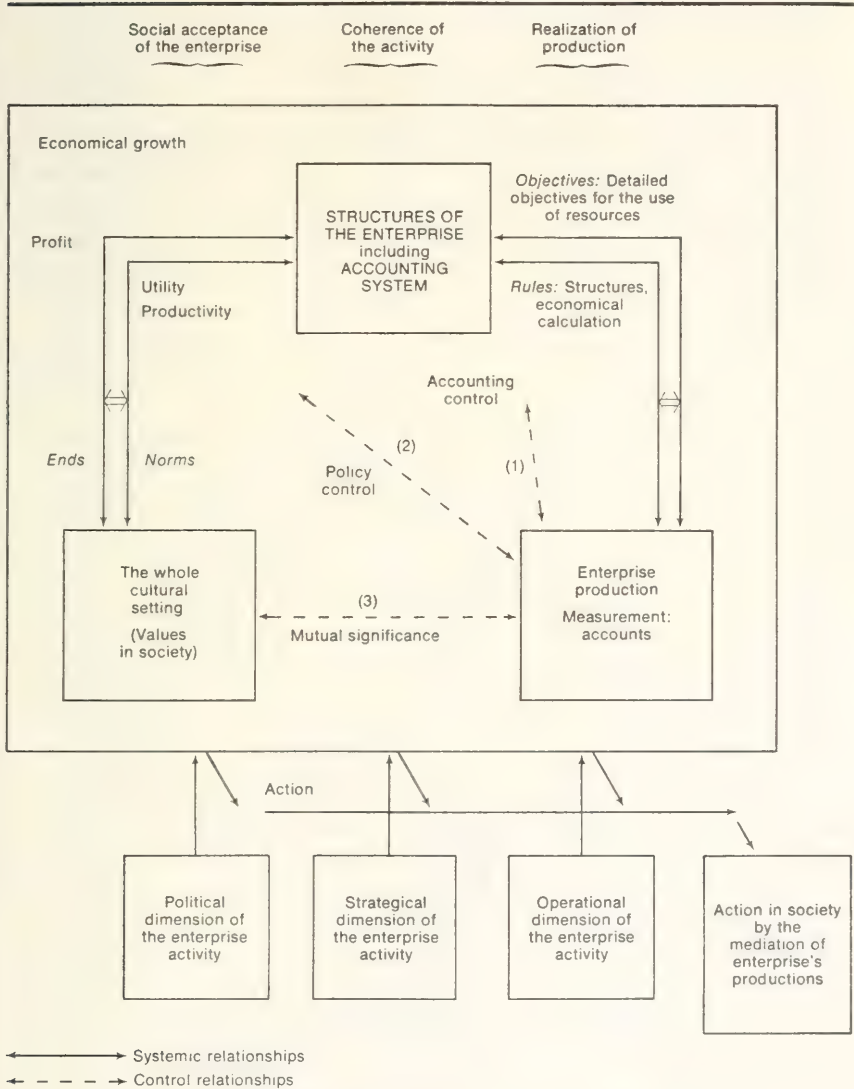 Social acceptance
of the enterprise
Coherence of
the activity
Realization of
production
Economical growth
STRUCTURES OF
THE ENTERPRISE
including
ACCOUNTING
SYSTEM
Objectives: Detailed
objectives for the use
of resources
Profit
Utility
Productivity
Rules: Structures,
economical
calculation
Accounting
control
(2)
(1)
Policy
control
Ends
Norms
The whole
cultural
setting
(Values
in society)
(3)
Mutual significance
Enterprise
production
Measurement:
accounts
Action
Political
dimension of
the enterprise
activity
Strategical
dimension of
the enterprise
activity
Operational
dimension of
the enterprise
activity
Action in society
by the
mediation of
enterprise's
productions
Systemic relationships
Control relationships